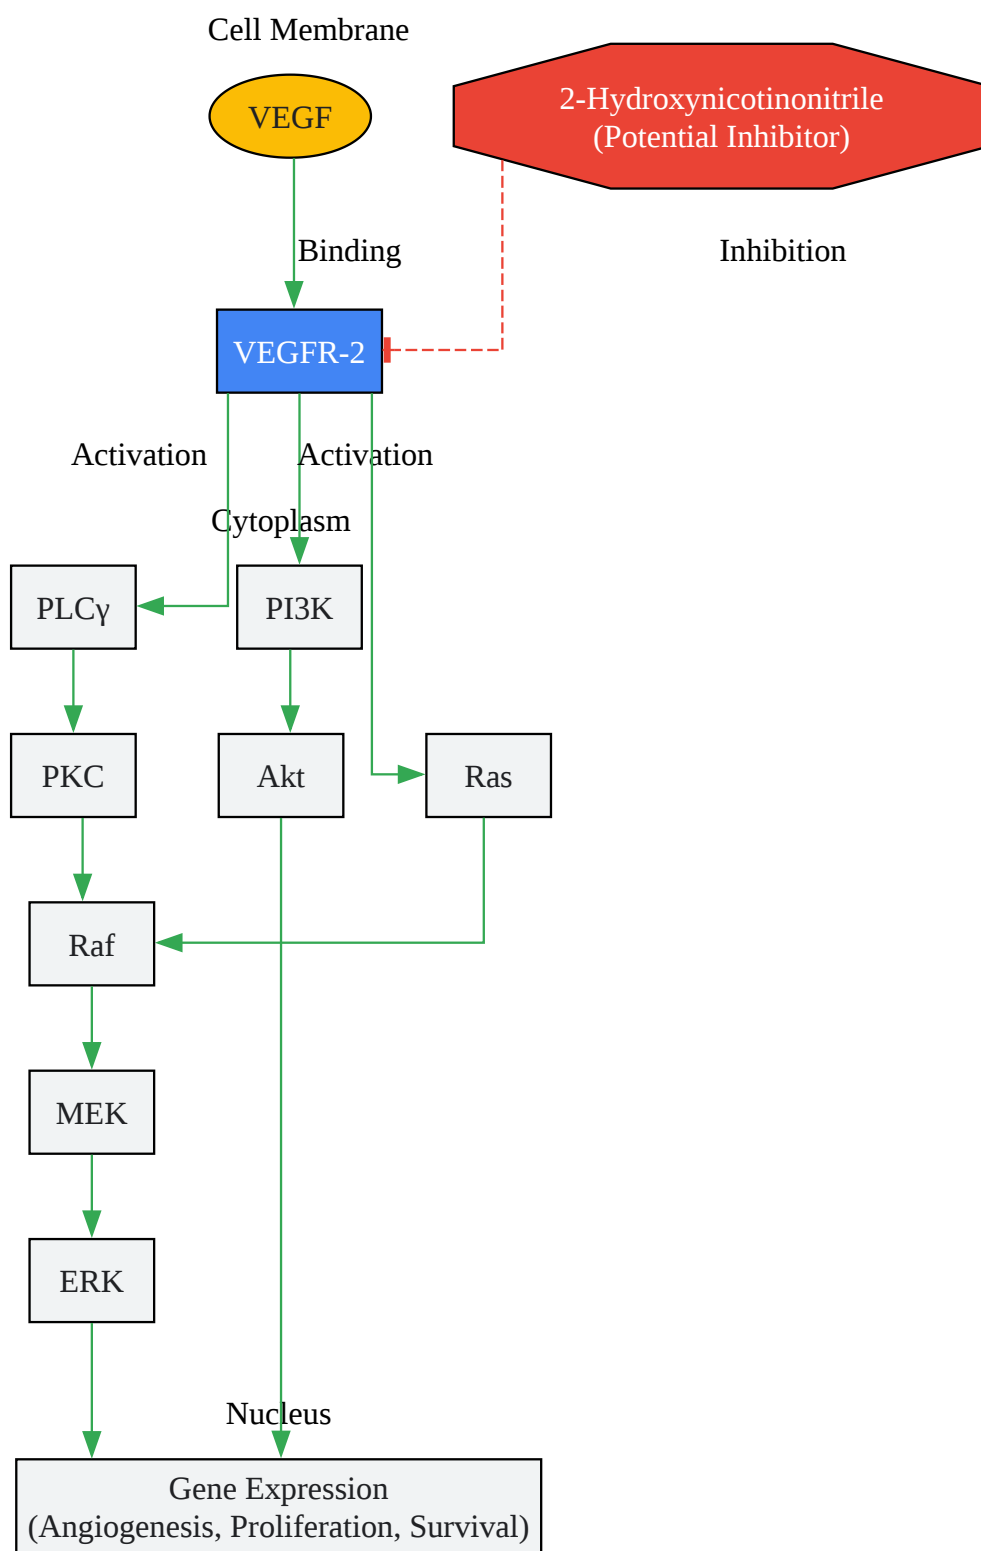 Cell Membrane
VEGF
2-Hydroxynicotinonitrile
(Potential Inhibitor)
Binding
Inhibition
VEGFR-2
Activation
Activation
Cytoplasm
PLCγ
PI3K
PKC
Akt
Ras
Raf
MEK
ERK
Nucleus
Gene Expression
(Angiogenesis, Proliferation, Survival)